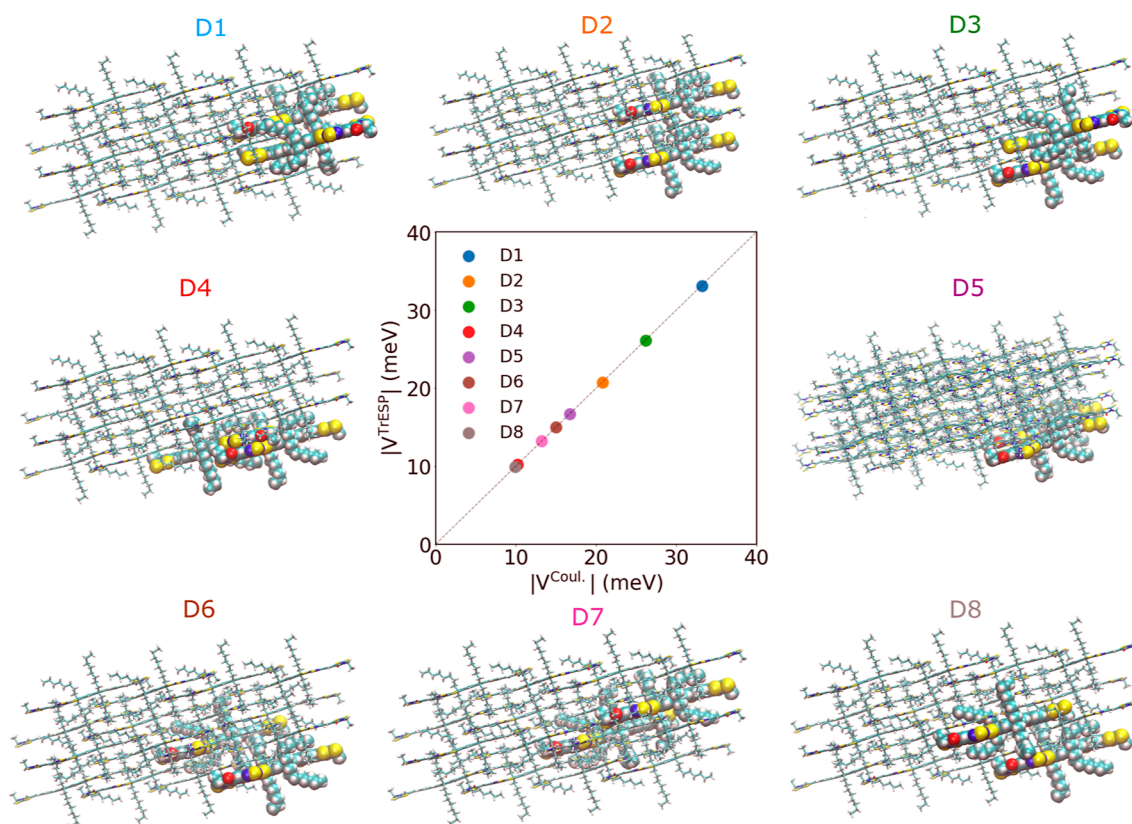 D1
D2
D3
D4
D5
40
30
20
10
0
|V^TrESP| (meV)
D1
D2
D3
D4
D5
D6
D7
D8
0
10
20
30
40
|V^Coul.| (meV)
D6
D7
D8